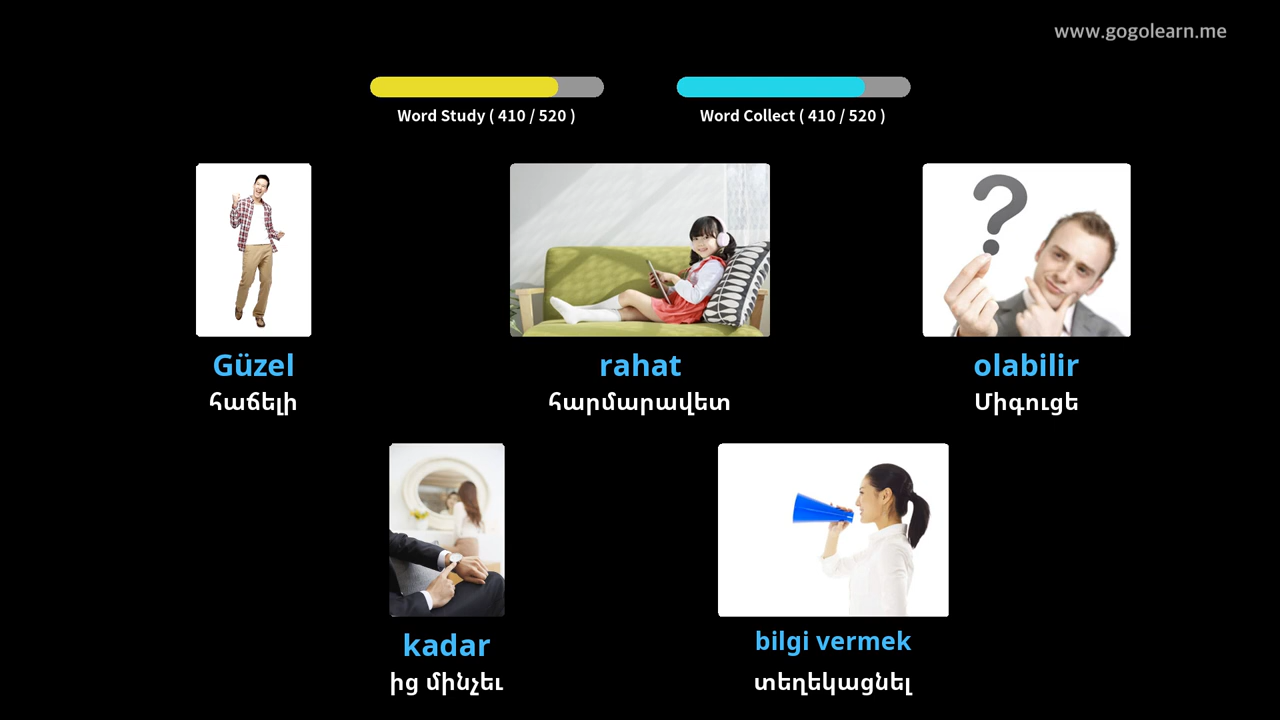 www.gogolearn.me
Word Study ( 410 / 520 )
Word Collect ( 410 / 520 )
Güzel
հաճելի
rahat
հարմարավետ
olabilir
Միգուցե
kadar
ից մինչեւ
bilgi vermek
տեղեկացնել